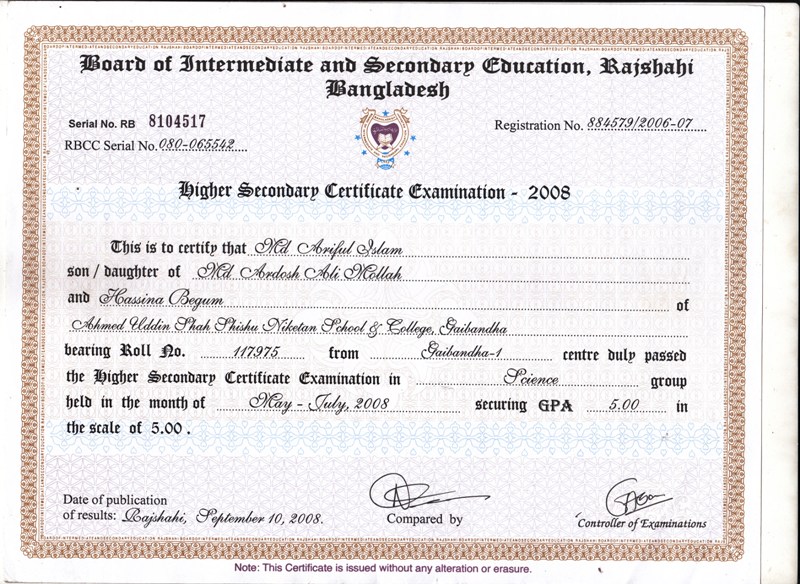 Board of Intermediate and Secondary Education, Rajshahi
Bangladesh
Serial No. RB 8104517
Registration No. 884579/2006-07
RBCC Serial No. 080-065542
Higher Secondary Certificate Examination - 2008
This is to certify that Md Ariful Islam
son / daughter of Md Ardosh Ali Mollah
and Hassina Begum of
Ahmed Uddin Shah Shishu Niketan School & College, Gaibandha
bearing Roll No. 117975 from Gaibandha-1 centre duly passed
the Higher Secondary Certificate Examination in Science group
held in the month of May - July, 2008 securing GPA 5.00 in
the scale of 5.00 .
Date of publication
of results: Rajshahi, September 10, 2008.
Compared by
Controller of Examinations
Note: This Certificate is issued without any alteration or erasure.